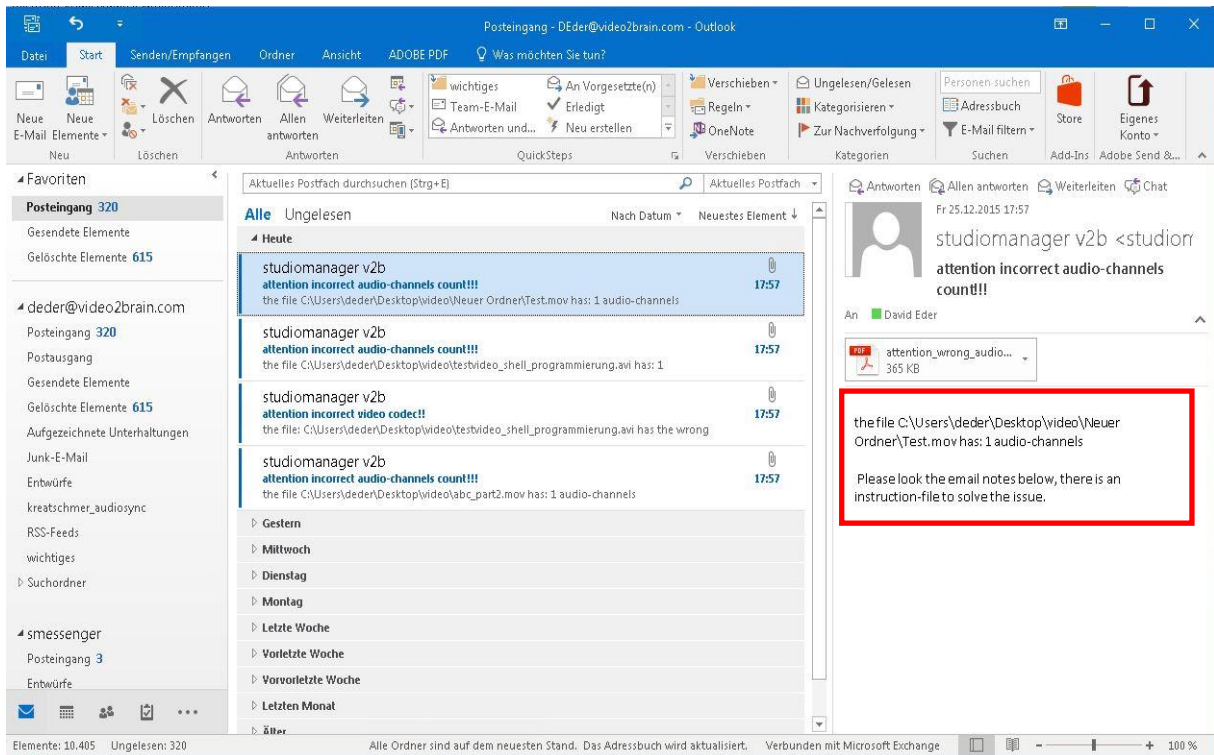 Posteingang - DEder@video2brain.com - Outlook
Datei Start Senden/Empfangen Ordner Ansicht ADOBE PDF Was möchten Sie tun?
Neue E-Mail
Neue Elemente
Löschen
Antworten
Allen antworten
Weiterleiten
wichtiges
Team-E-Mail
Antworten und...
An Vorgesetzte(n)
Erledigt
Neu erstellen
Verschieben
Regeln
OneNote
Ungelesen/Gelesen
Kategorisieren
Zur Nachverfolgung
Personen suchen
Adressbuch
E-Mail filtern
Store
Eigenes Konto
Neu Löschen Antworten QuickSteps Verschieben Kategorien Suchen Add-Ins Adobe Send &...
Favoriten
Posteingang 320
Gesendete Elemente
Gelöschte Elemente 615
deder@video2brain.com
Posteingang 320
Postausgang
Gesendete Elemente
Gelöschte Elemente 615
Aufgezeichnete Unterhaltungen
Junk-E-Mail
Entwürfe
kreatschmer_audiosync
RSS-Feeds
wichtiges
Suchordner
smessenger
Posteingang 3
Entwürfe
Aktuelles Postfach durchsuchen (Strg+E) Aktuelles Postfach
Alle Ungelesen Nach Datum Neuestes Element ↓
Heute
studiomanager v2b
attention incorrect audio-channels count!!! 17:57
the file C:\Users\deder\Desktop\video\Neuer Ordner\Test.mov has: 1 audio-channels
studiomanager v2b
attention incorrect audio-channels count!!! 17:57
the file C:\Users\deder\Desktop\video\testvideo_shell_programmierung.avi has: 1
studiomanager v2b
attention incorrect video codec!! 17:57
the file: C:\Users\deder\Desktop\video\testvideo_shell_programmierung.avi has the wrong
studiomanager v2b
attention incorrect audio-channels count!!! 17:57
the file C:\Users\deder\Desktop\video\abc_part2.mov has: 1 audio-channels
Gestern
Mittwoch
Dienstag
Montag
Letzte Woche
Vorletzte Woche
Vorvorletzte Woche
Letzten Monat
Älter
Antworten Allen antworten Weiterleiten Chat
Fr 25.12.2015 17:57
studiomanager v2b <studiom
attention incorrect audio-channels
count!!!
An David Eder
PDF
attention_wrong_audio...
365 KB
the file C:\Users\deder\Desktop\video\Neuer
Ordner\Test.mov has: 1 audio-channels
Please look the email notes below, there is an
instruction-file to solve the issue.
Elemente: 10.405 Ungelesen: 320 Alle Ordner sind auf dem neuesten Stand. Das Adressbuch wird aktualisiert. Verbunden mit Microsoft Exchange 100 %